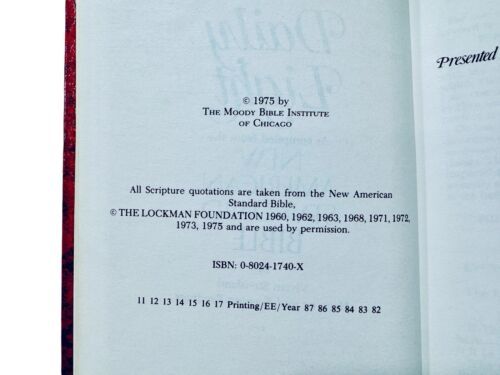 Presented
© 1975 by
THE MOODY BIBLE INSTITUTE
OF CHICAGO
All Scripture quotations are taken from the New American
Standard Bible,
© THE LOCKMAN FOUNDATION 1960, 1962, 1963, 1968, 1971, 1972,
1973, 1975 and are used by permission.
ISBN: 0-8024-1740-X
11 12 13 14 15 16 17 Printing/EE/Year 87 86 85 84 83 82